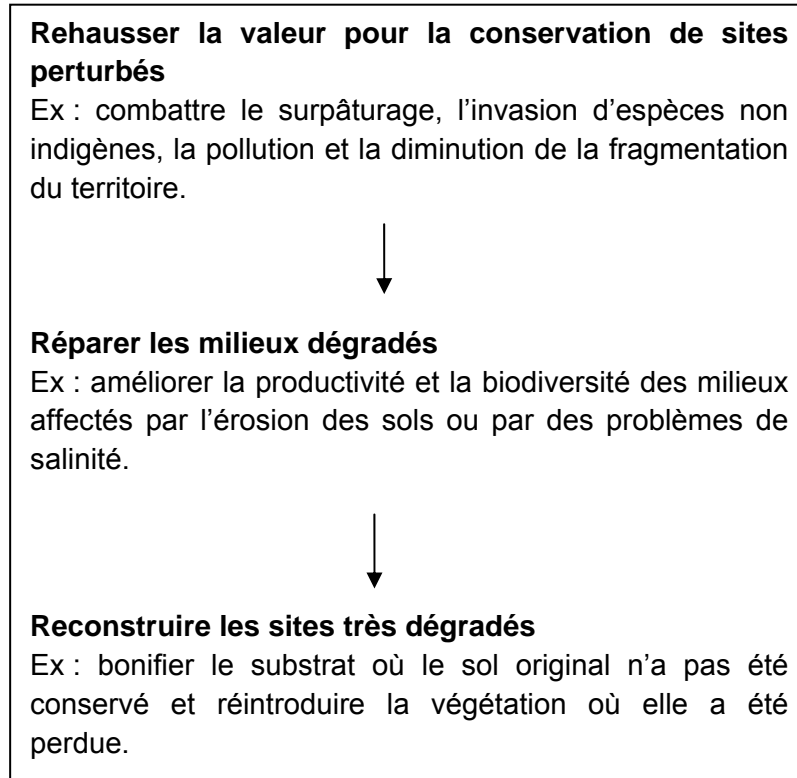 Rehausser la valeur pour la conservation de sites
perturbés
Ex : combattre le surpâturage, l’invasion d’espèces non
indigènes, la pollution et la diminution de la fragmentation
du territoire.
Réparer les milieux dégradés
Ex : améliorer la productivité et la biodiversité des milieux
affectés par l’érosion des sols ou par des problèmes de
salinité.
Reconstruire les sites très dégradés
Ex : bonifier le substrat où le sol original n’a pas été
conservé et réintroduire la végétation où elle a été
perdue.